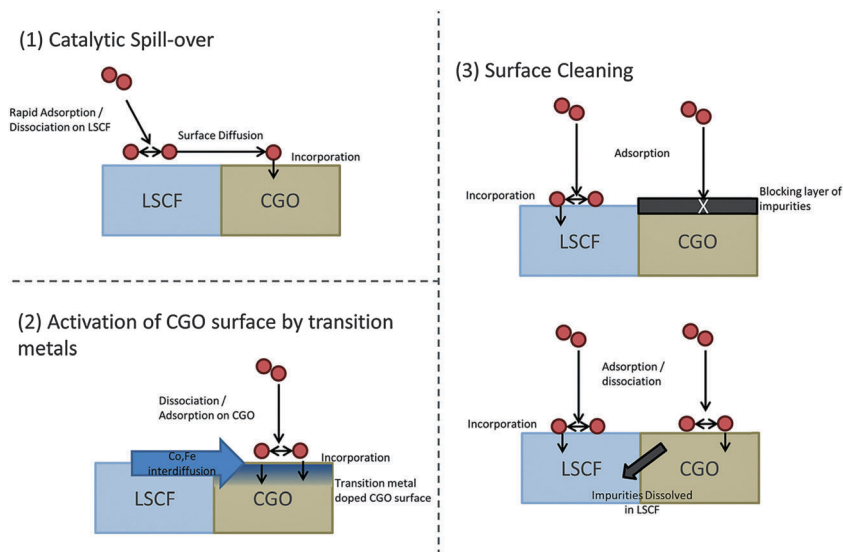 (1) Catalytic Spill-over
Rapid Adsorption /
Dissociation on LSCF
Surface Diffusion
Incorporation
LSCF
CGO
(2) Activation of CGO surface by transition
metals
Dissociation /
Adsorption on CGO
Co,Fe
interdiffusion
Incorporation
LSCF
CGO
Transition metal
doped CGO surface
(3) Surface Cleaning
Adsorption
Incorporation
Blocking layer of
impurities
X
LSCF
CGO
Adsorption /
dissociation
Incorporation
LSCF
CGO
Impurities Dissolved
in LSCF